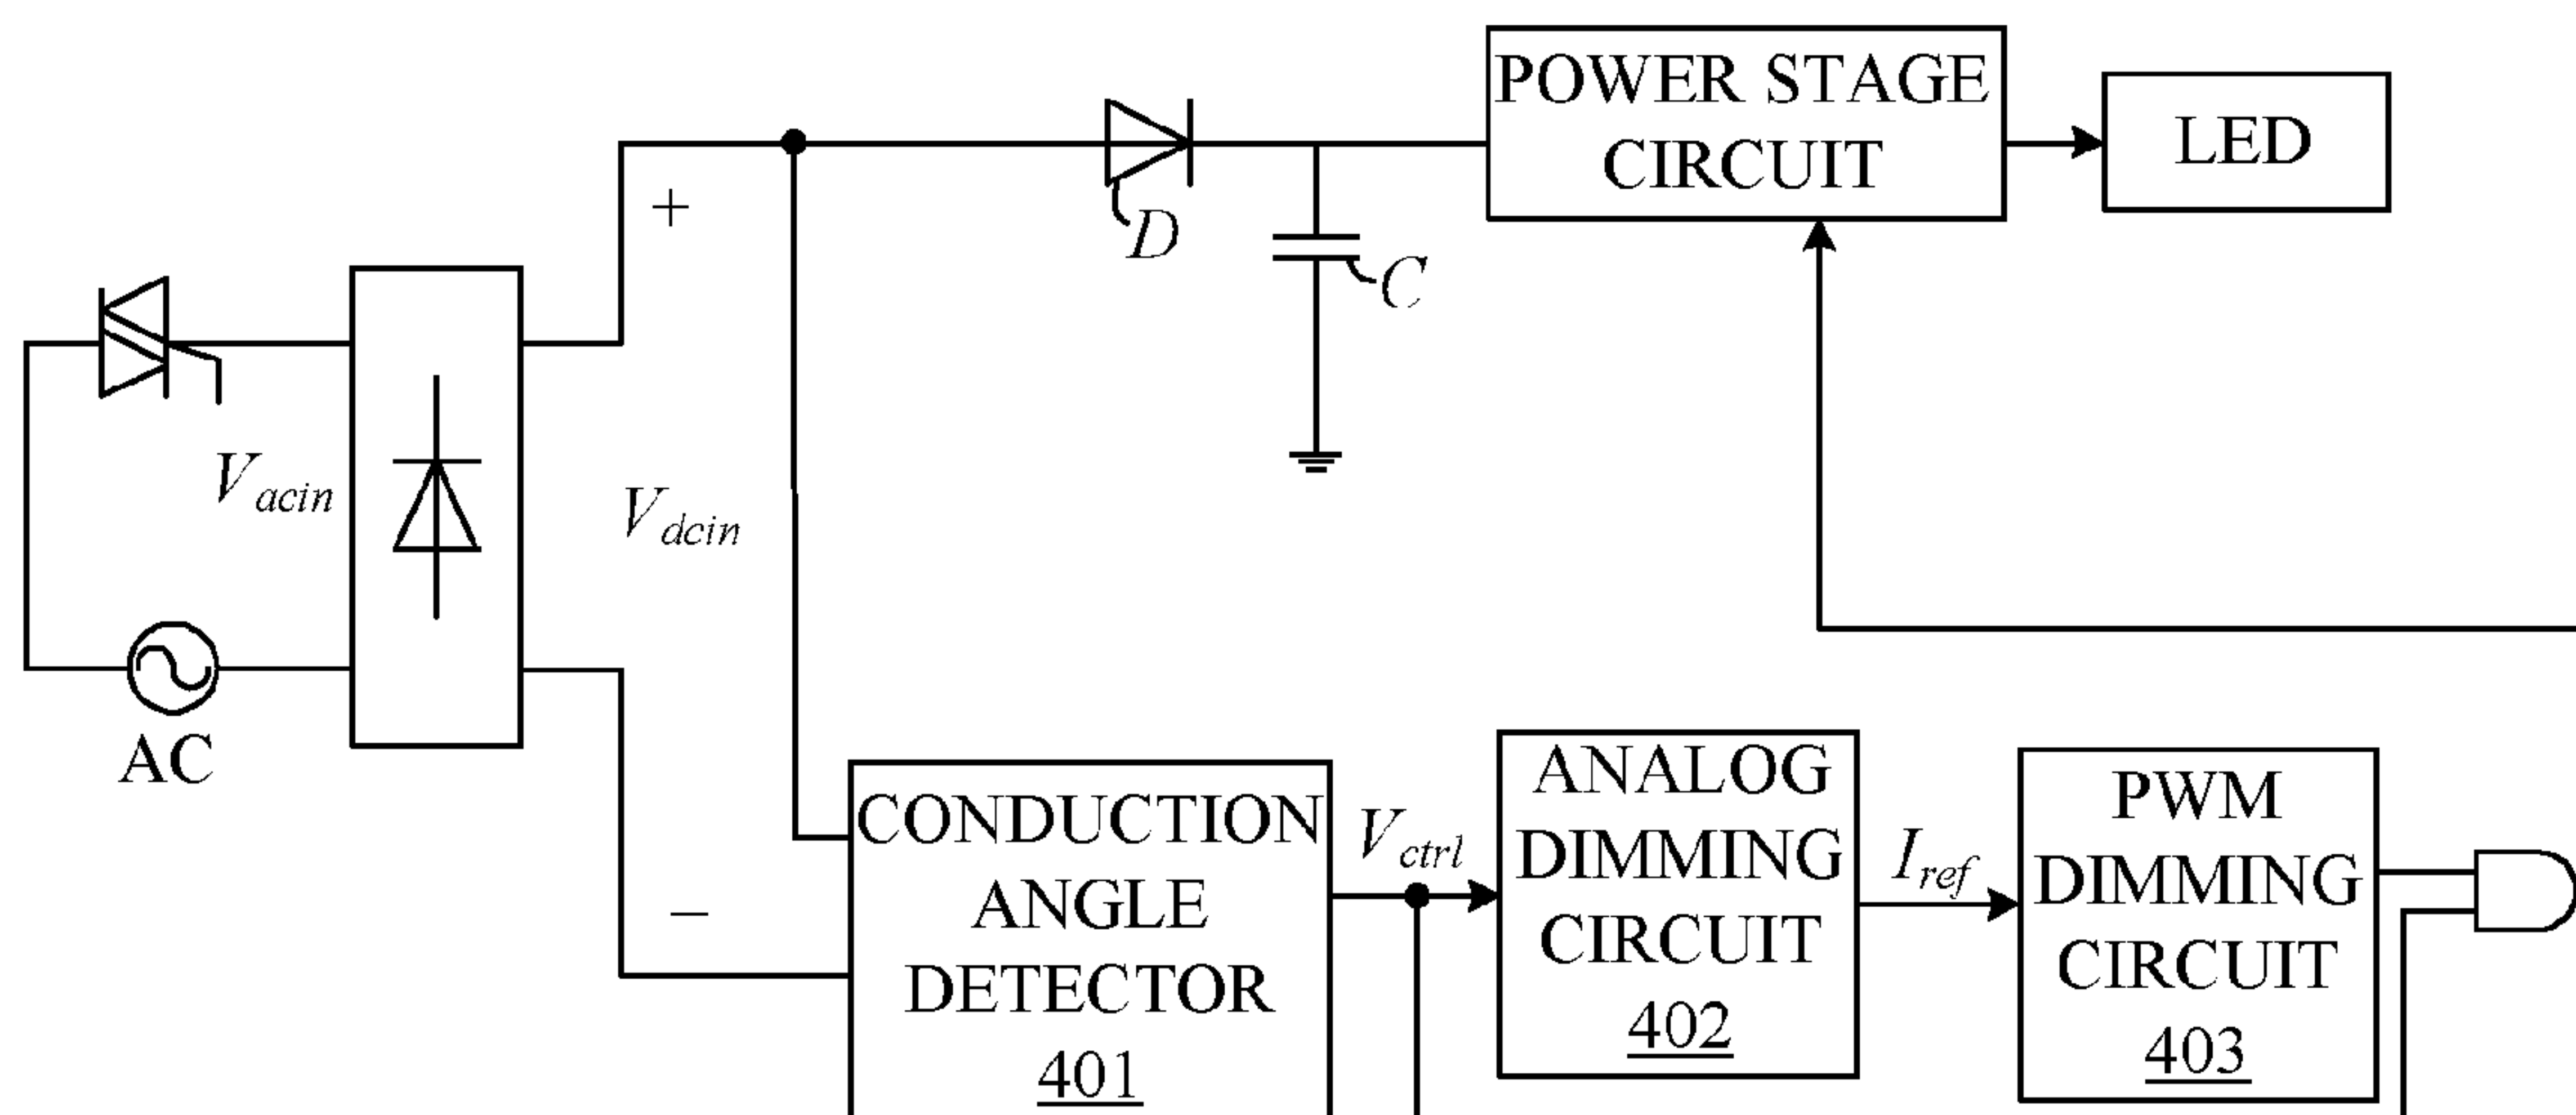 POWER STAGE
CIRCUIT
LED
+
D
C
V acin
V dcin
AC
−
CONDUCTION
ANGLE
DETECTOR
401
V ctrl
ANALOG
DIMMING
CIRCUIT
402
I ref
PWM
DIMMING
CIRCUIT
403